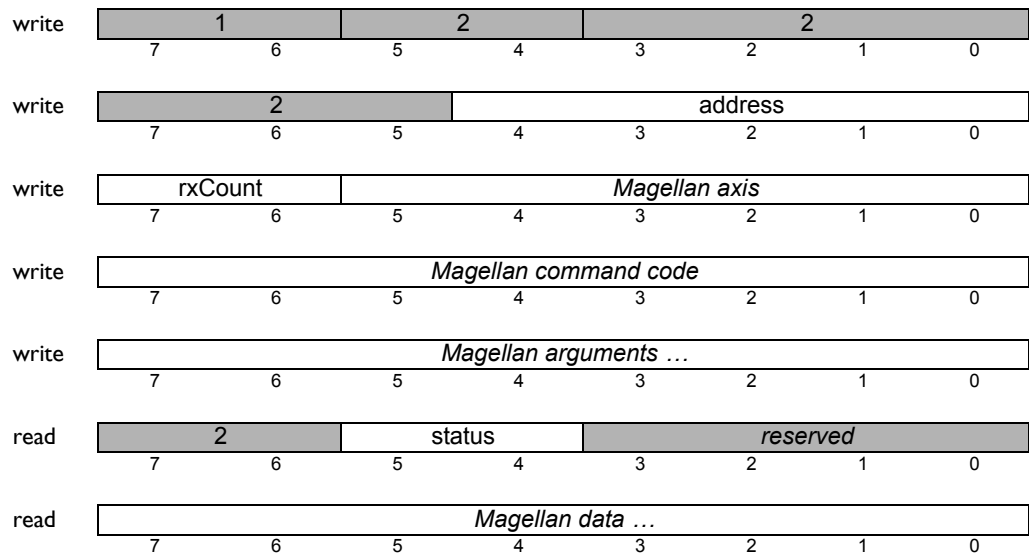 write 1 2 2
7 6 5 4 3 2 1 0
write 2 address
7 6 5 4 3 2 1 0
write rxCount Magellan axis
7 6 5 4 3 2 1 0
write Magellan command code
7 6 5 4 3 2 1 0
write Magellan arguments …
7 6 5 4 3 2 1 0
read 2 status reserved
7 6 5 4 3 2 1 0
read Magellan data …
7 6 5 4 3 2 1 0